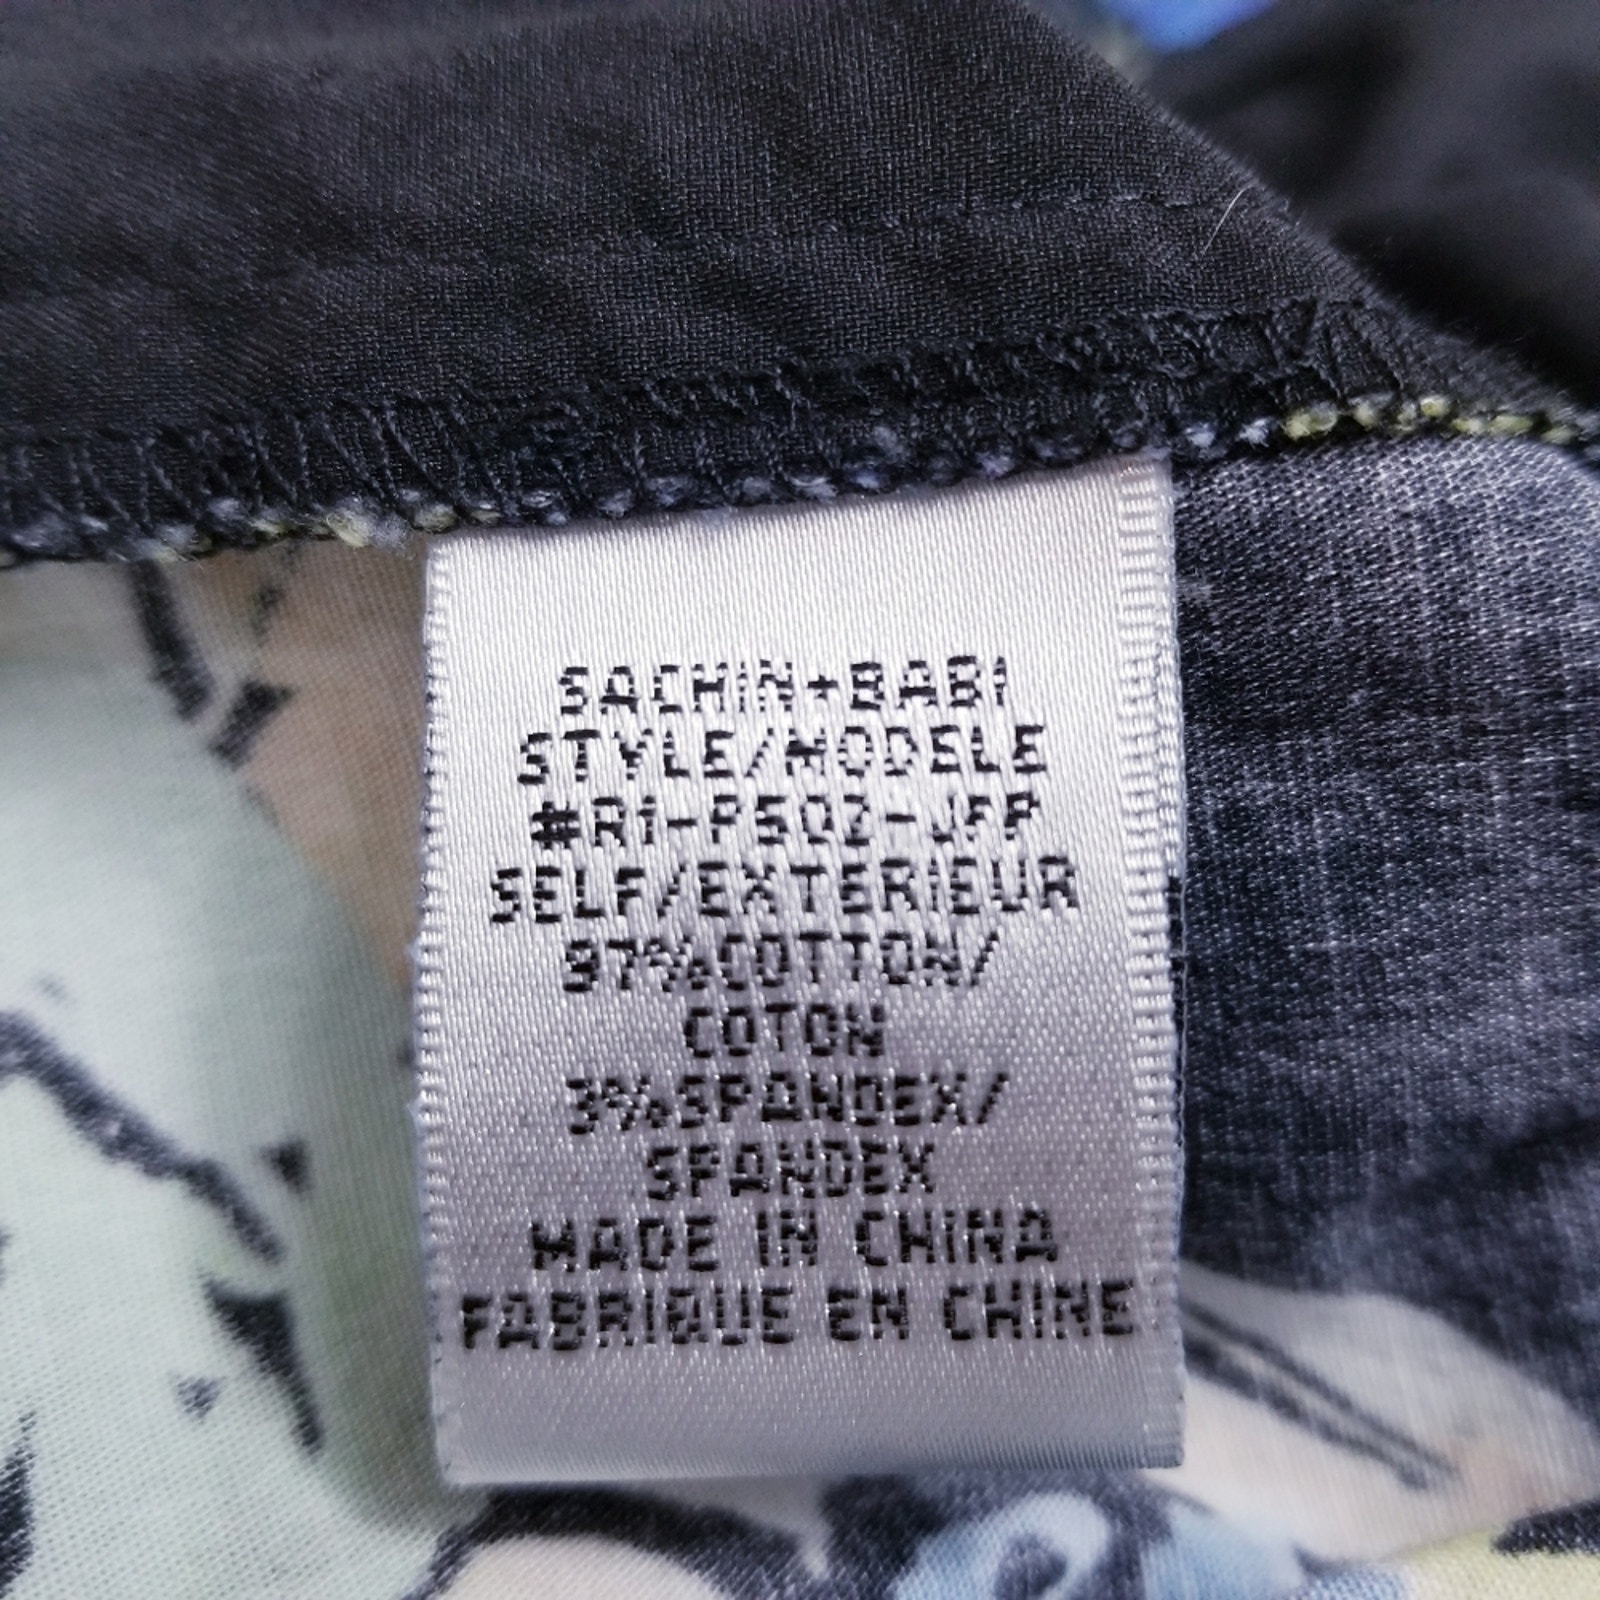 SACHIN+BABI
STYLE/MODELE
#R1-P502-JFP
SELF/EXTERIEUR
97%COTTON/
COTON
3%SPANDEX/
SPANDEX
MADE IN CHINA
FABRIQUE EN CHINE